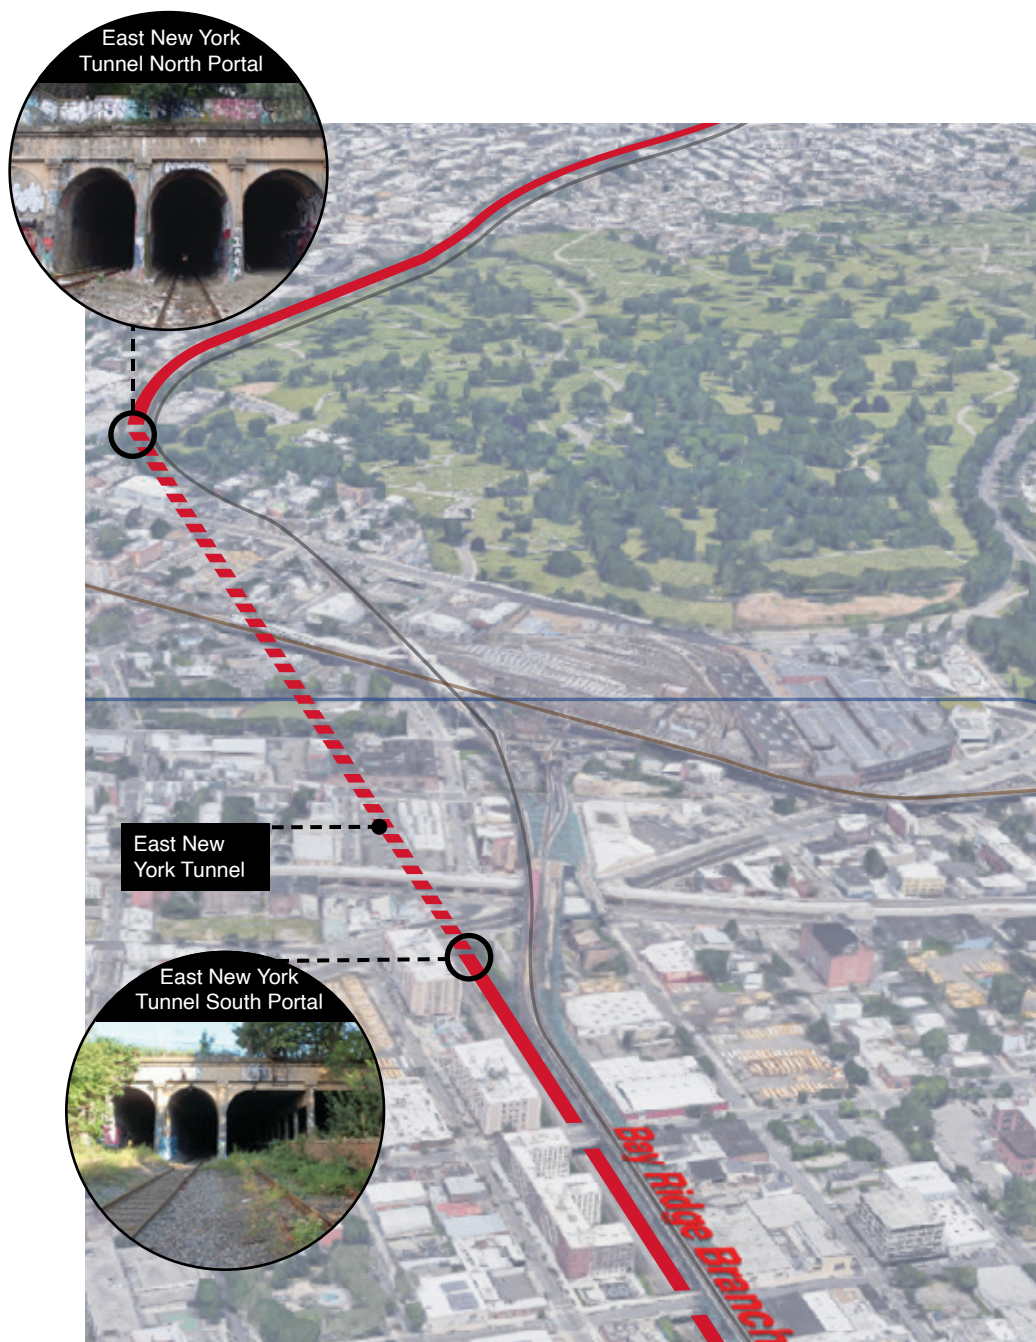 East New York
Tunnel North Portal
East New
York Tunnel
East New York
Tunnel South Portal
Bay Ridge Branch